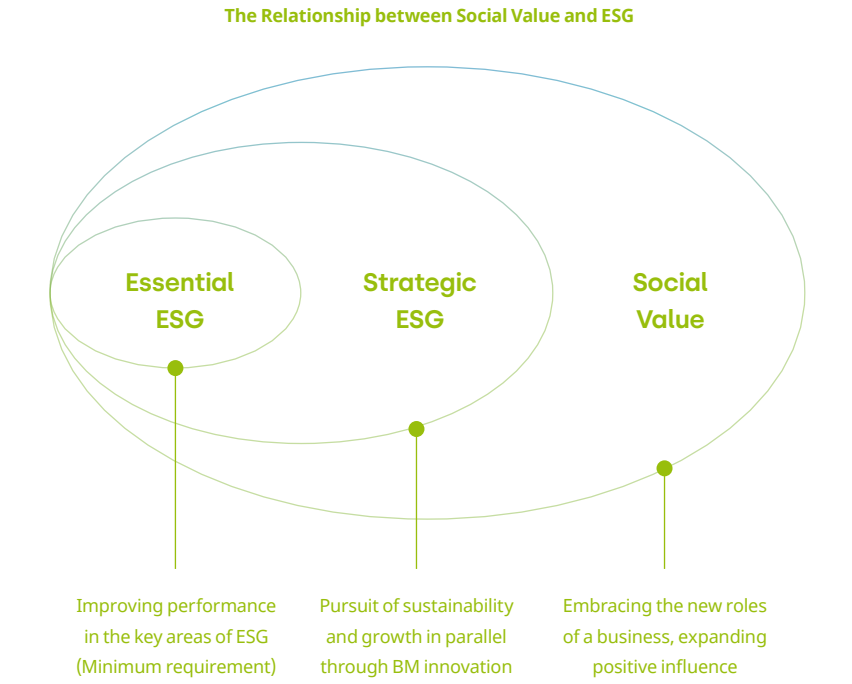 The Relationship between Social Value and ESG
Essential
ESG
Strategic
ESG
Social
Value
Improving performance
in the key areas of ESG
(Minimum requirement)
Pursuit of sustainability
and growth in parallel
through BM innovation
Embracing the new roles
of a business, expanding
positive influence